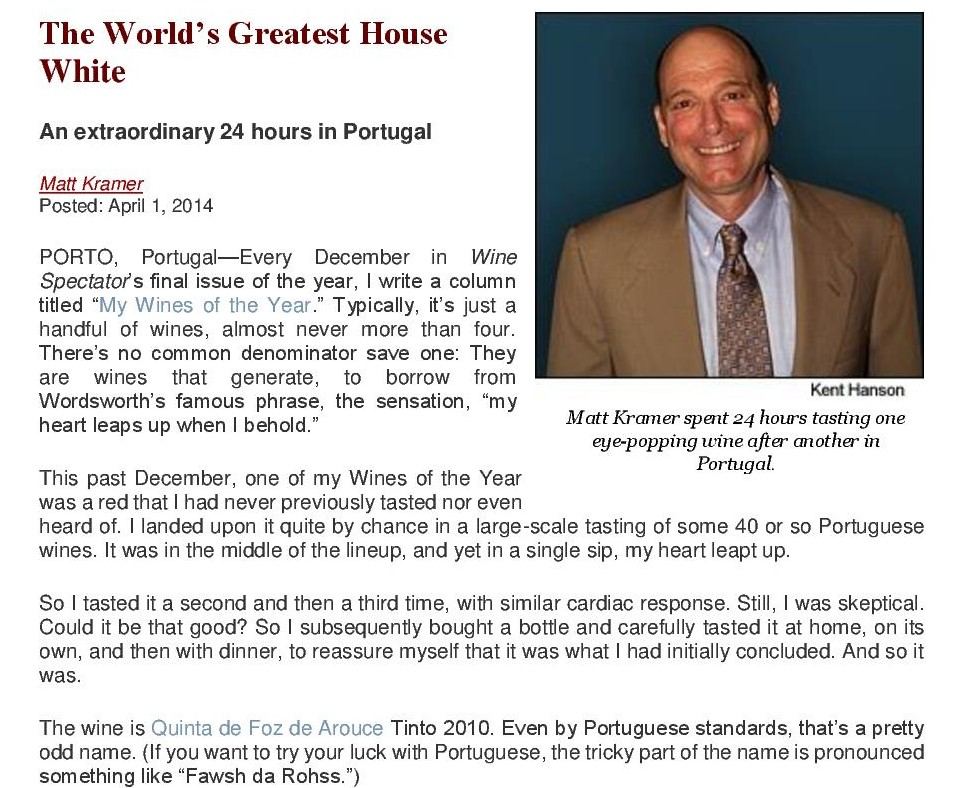 The World’s Greatest House
White
An extraordinary 24 hours in Portugal
Matt Kramer
Posted: April 1, 2014
PORTO, Portugal—Every December in Wine
Spectator’s final issue of the year, I write a column
titled “My Wines of the Year.” Typically, it’s just a
handful of wines, almost never more than four.
There’s no common denominator save one: They
are wines that generate, to borrow from
Wordsworth’s famous phrase, the sensation, “my
heart leaps up when I behold.”
Kent Hanson
Matt Kramer spent 24 hours tasting one
eye-popping wine after another in
Portugal.
This past December, one of my Wines of the Year
was a red that I had never previously tasted nor even
heard of. I landed upon it quite by chance in a large-scale tasting of some 40 or so Portuguese
wines. It was in the middle of the lineup, and yet in a single sip, my heart leapt up.
So I tasted it a second and then a third time, with similar cardiac response. Still, I was skeptical.
Could it be that good? So I subsequently bought a bottle and carefully tasted it at home, on its
own, and then with dinner, to reassure myself that it was what I had initially concluded. And so it
was.
The wine is Quinta de Foz de Arouce Tinto 2010. Even by Portuguese standards, that’s a pretty
odd name. (If you want to try your luck with Portuguese, the tricky part of the name is pronounced
something like “Fawsh da Rohss.”)